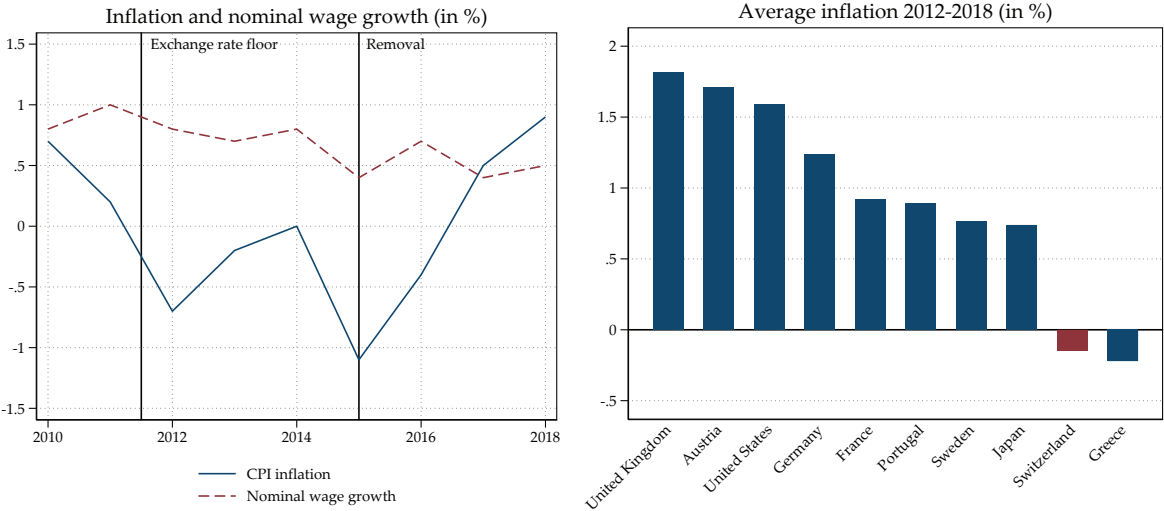 Inflation and nominal wage growth (in %)
Exchange rate floor
Removal
1.5
1
.5
0
-.5
-1
-1.5
2010
2012
2014
2016
2018
CPI inflation
Nominal wage growth
Average inflation 2012-2018 (in %)
2
1.5
1
.5
0
-.5
United Kingdom
Austria
United States
Germany
France
Portugal
Sweden
Japan
Switzerland
Greece